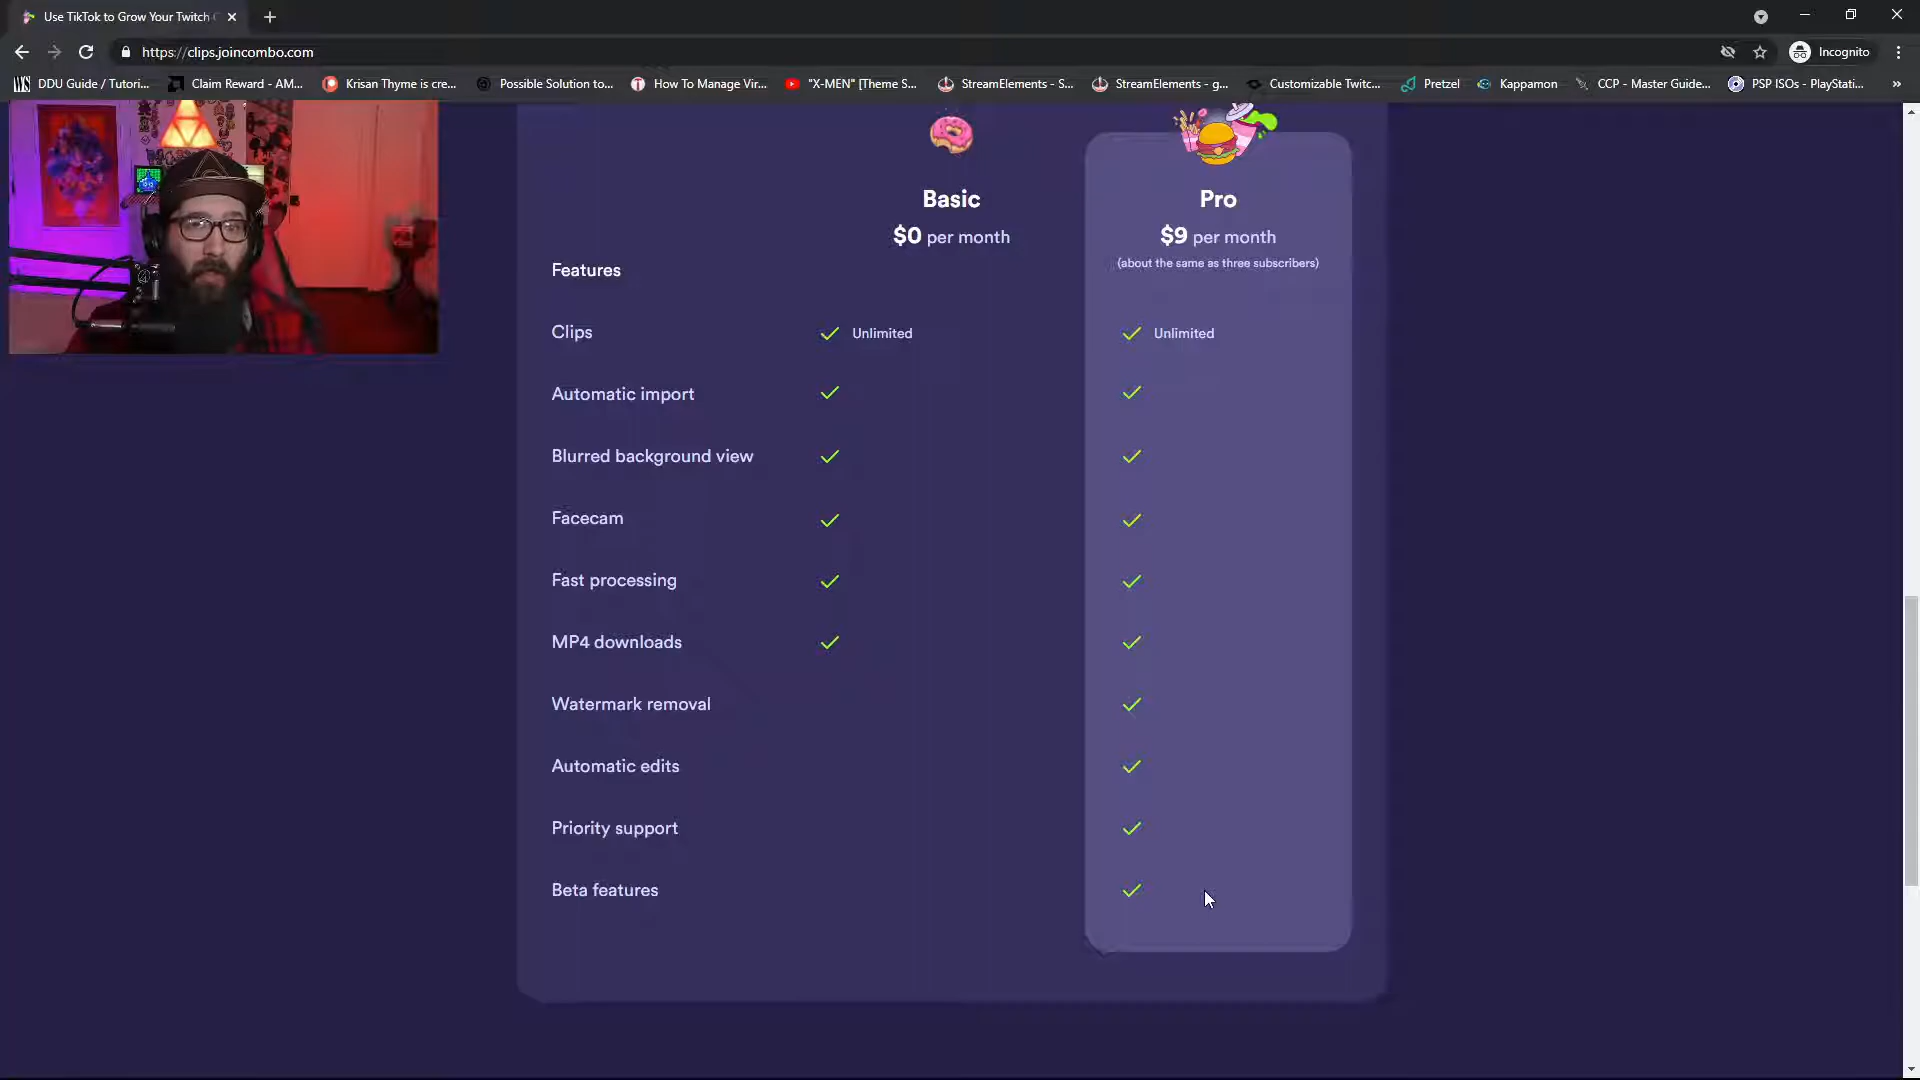 Use TikTok to Grow Your Twitch
https://clips.joincombo.com
Incognito
DDU Guide / Tutori...
Claim Reward - AM...
Krisan Thyme is cre...
Possible Solution to...
How To Manage Vir...
"X-MEN" [Theme S...
StreamElements - S...
StreamElements - g...
Customizable Twitc...
Pretzel
Kappamon
CCP - Master Guide...
PSP ISOs - PlayStati...
»
Basic
Pro
$0 per month
$9 per month
(about the same as three subscribers)
Features
Clips
Unlimited
Unlimited
Automatic import
Blurred background view
Facecam
Fast processing
MP4 downloads
Watermark removal
Automatic edits
Priority support
Beta features